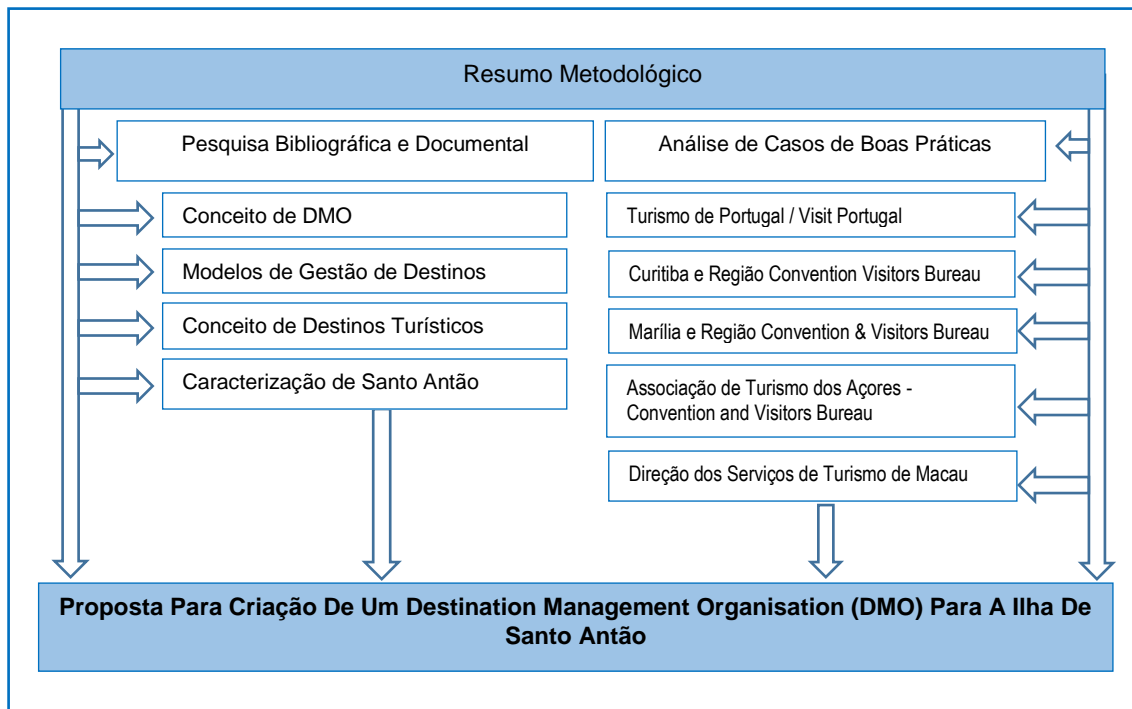 Resumo Metodológico
Pesquisa Bibliográfica e Documental
Conceito de DMO
Modelos de Gestão de Destinos
Conceito de Destinos Turísticos
Caracterização de Santo Antão
Análise de Casos de Boas Práticas
Turismo de Portugal / Visit Portugal
Curitiba e Região Convention Visitors Bureau
Marília e Região Convention & Visitors Bureau
Associação de Turismo dos Açores -
Convention and Visitors Bureau
Direção dos Serviços de Turismo de Macau
Proposta Para Criação De Um Destination Management Organisation (DMO) Para A Ilha De
Santo Antão